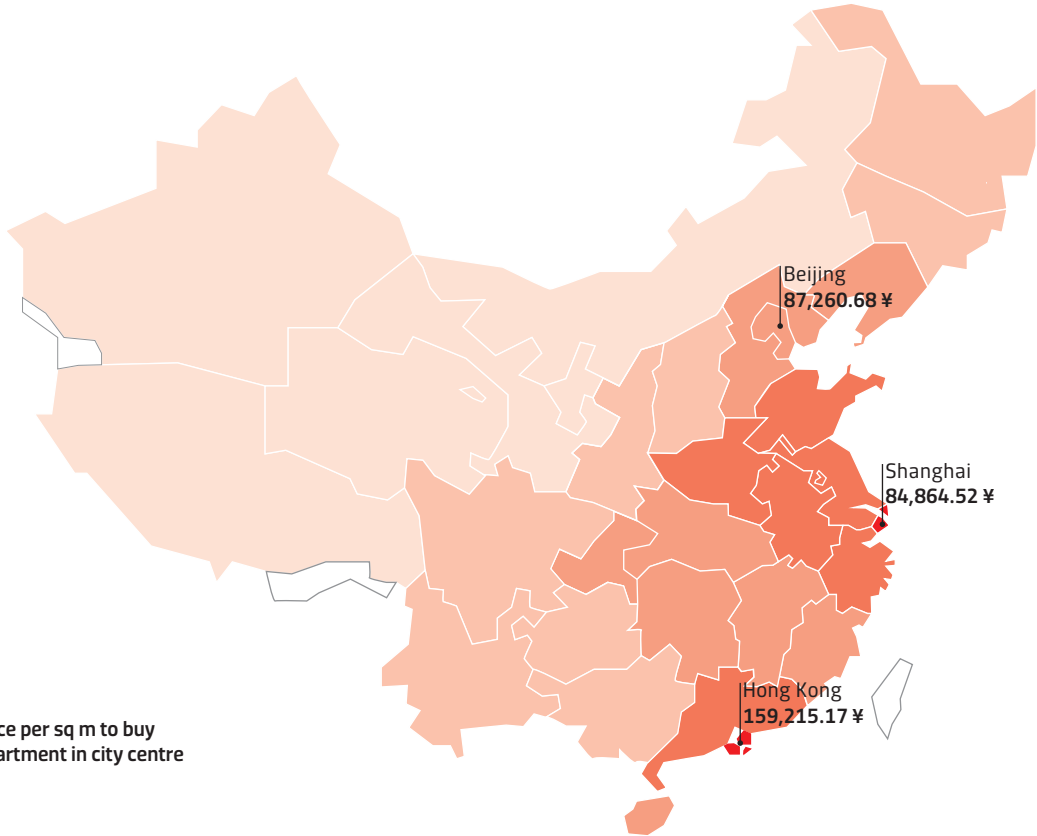 Beijing
87,260.68 ¥
Shanghai
84,864.52 ¥
Hong Kong
159,215.17 ¥
ce per sq m to buy
artment in city centre